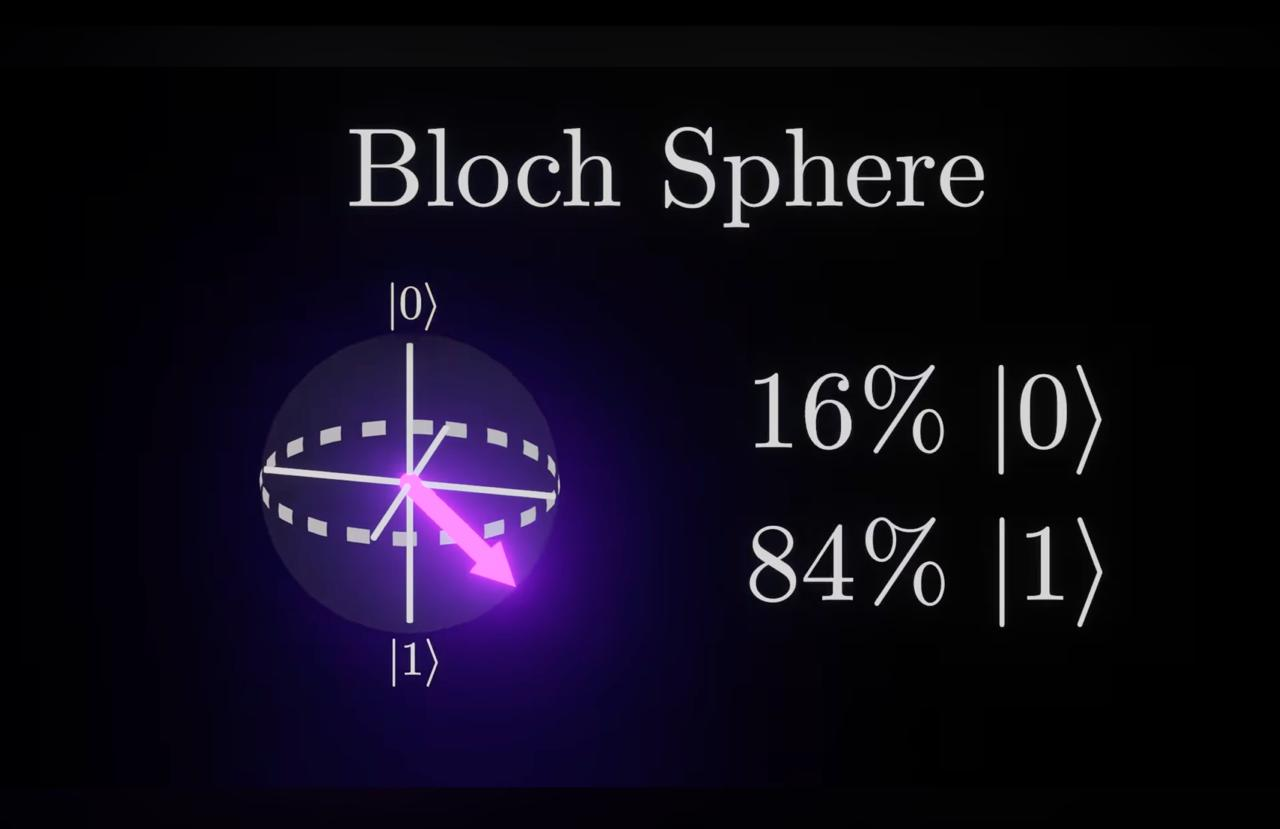 Bloch Sphere
|0⟩
16% |0⟩
84% |1⟩
|1⟩